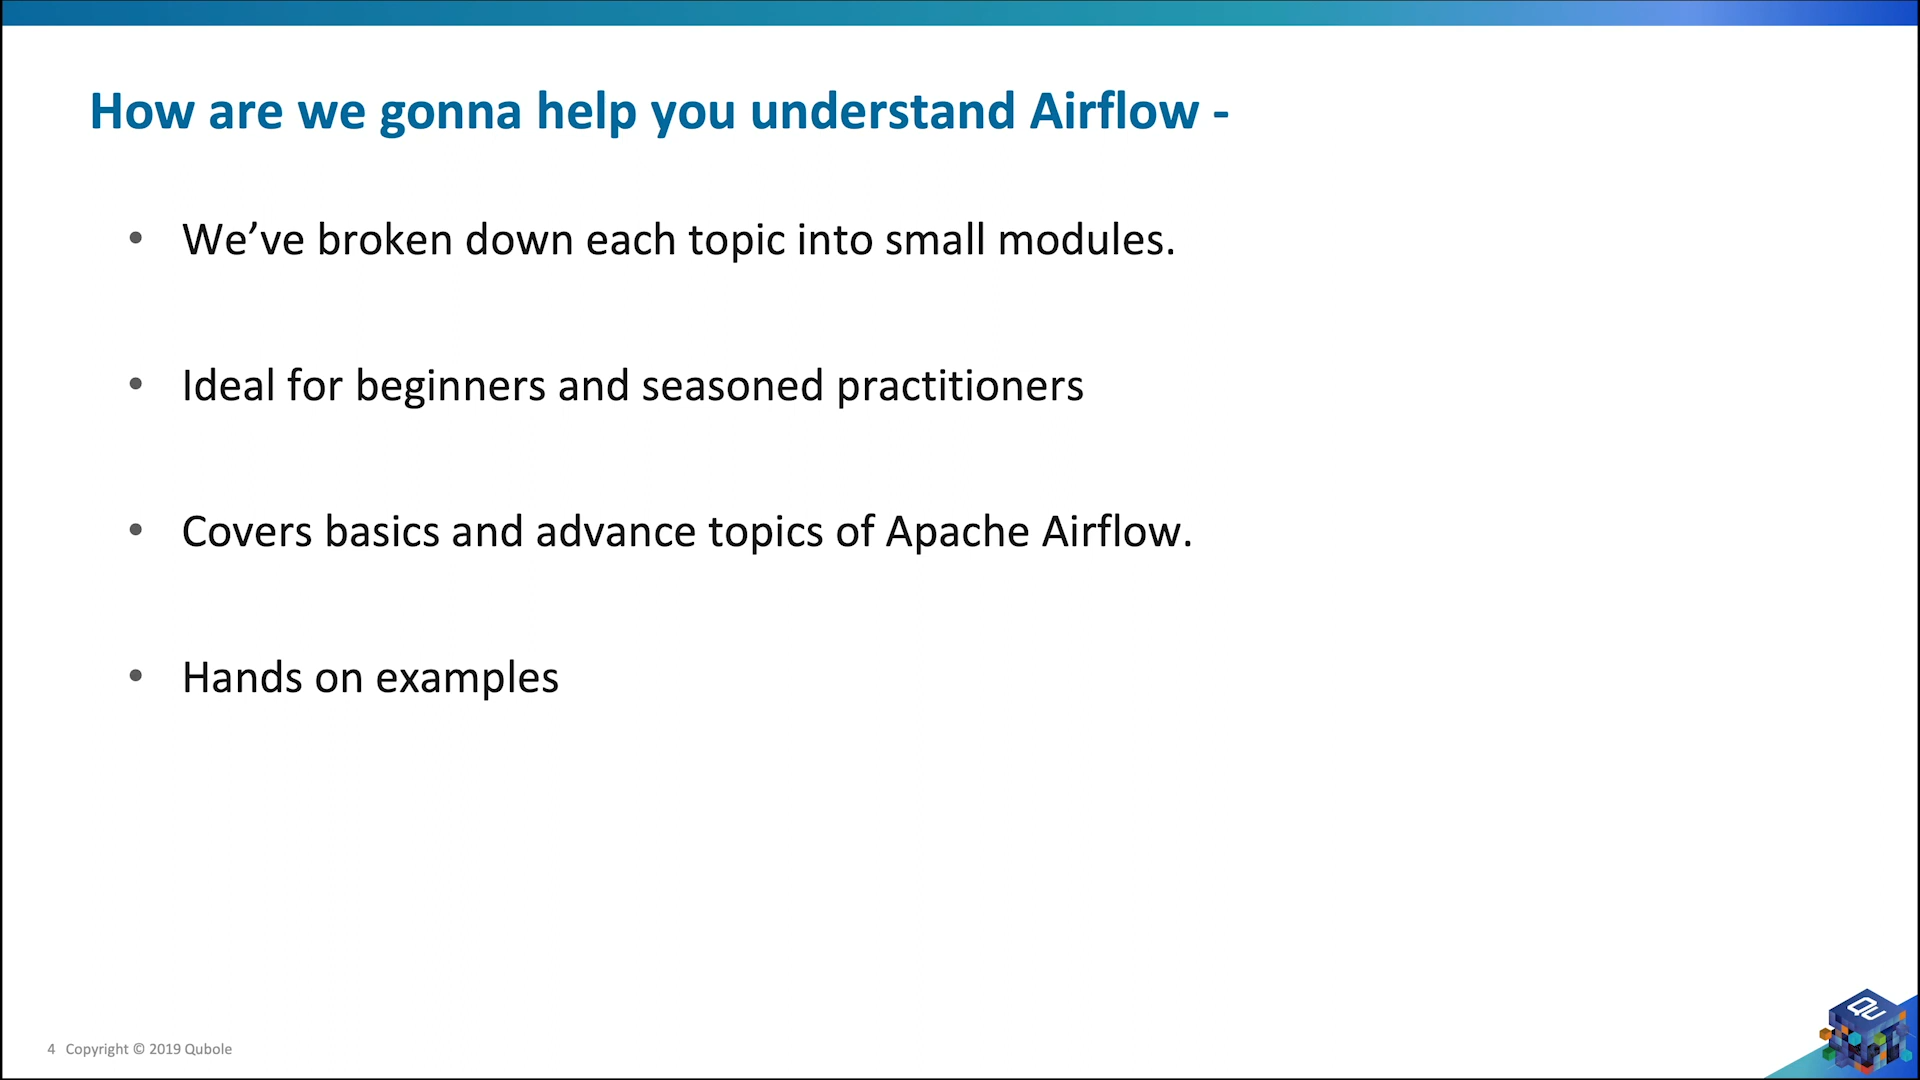 How are we gonna help you understand Airflow -
• We’ve broken down each topic into small modules.
• Ideal for beginners and seasoned practitioners
• Covers basics and advance topics of Apache Airflow.
• Hands on examples
4 Copyright © 2019 Qubole
Qu